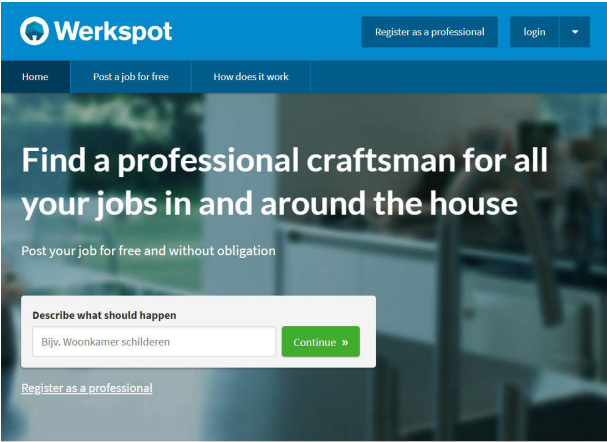 Werkspot
Register as a professional
login
Home
Post a job for free
How does it work
Find a professional craftsman for all
your jobs in and around the house
Post your job for free and without obligation
Describe what should happen
Bijv. Woonkamer schilderen
Continue »
Register as a professional